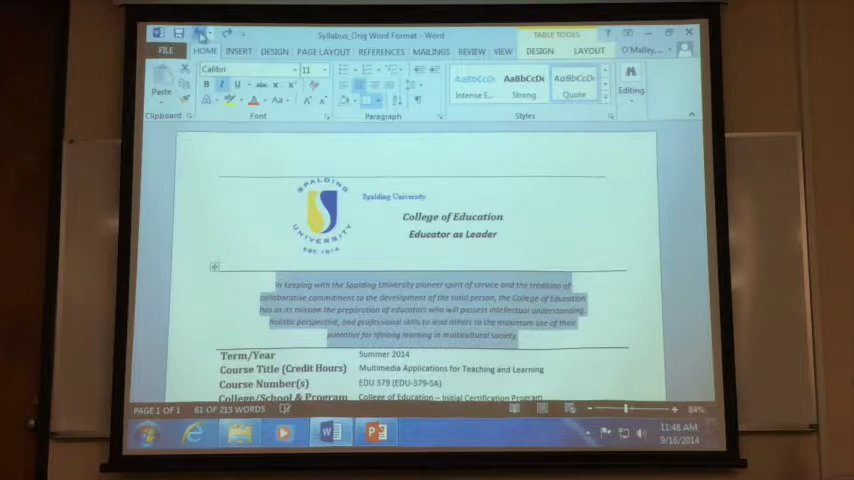 Syllabus_Orig Word Format - Word
TABLE TOOLS
FILE HOME INSERT DESIGN PAGE LAYOUT REFERENCES MAILINGS REVIEW VIEW DESIGN LAYOUT O'Malley,...
Calibri 11
Paste
B I U abc
Aa
AaBbCcDc AaBbCcDc AaBbCcDc
Intense E... Strong Quote
Editing
Clipboard Font Paragraph Styles
SPALDING
UNIVERSITY
EST. 1814
Spalding University
College of Education
Educator as Leader
In keeping with the Spalding University pioneer spirit of service and the tradition of
collaborative commitment to the development of the total person, the College of Education
has as its mission the preparation of educators who will possess intellectual understanding,
holistic perspective, and professional skills to lead others to the maximum use of their
potential for lifelong learning in multicultural society.
Term/Year Summer 2014
Course Title (Credit Hours) Multimedia Applications for Teaching and Learning
Course Number(s) EDU 379 (EDU-379-SA)
College/School & Program College of Education – Initial Certification Program
PAGE 1 OF 1 61 OF 213 WORDS 84%
11:48 AM
9/16/2014